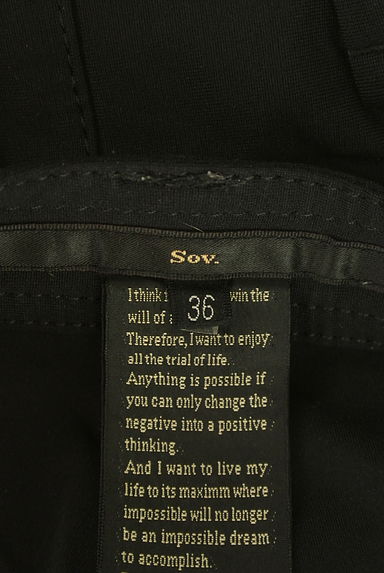 Sov.
36
I think win the
will of
Therefore, I want to enjoy
all the trial of life.
Anything is possible if
you can only change the
negative into a positive
thinking.
And I want to live my
life to its maximm where
impossible will no longer
be an impossible dream
to accomplish.